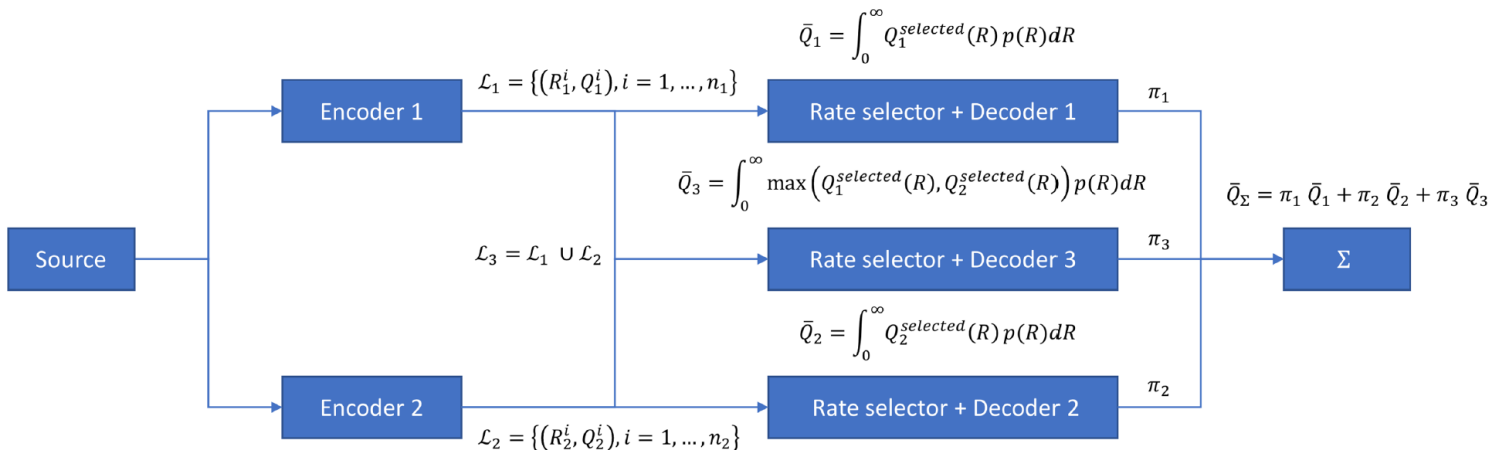 Q̄₁ = ∫₀^∞ Q₁^selected(R) p(R)dR
ℒ₁ = {(R₁ⁱ, Q₁ⁱ), i = 1, …, n₁}
Encoder 1
Rate selector + Decoder 1
π₁
Q̄₃ = ∫₀^∞ max(Q₁^selected(R), Q₂^selected(R)) p(R)dR
Q̄_Σ = π₁ Q̄₁ + π₂ Q̄₂ + π₃ Q̄₃
Source
ℒ₃ = ℒ₁ ∪ ℒ₂
Rate selector + Decoder 3
π₃
Σ
Q̄₂ = ∫₀^∞ Q₂^selected(R) p(R)dR
Encoder 2
Rate selector + Decoder 2
π₂
ℒ₂ = {(R₂ⁱ, Q₂ⁱ), i = 1, …, n₂}